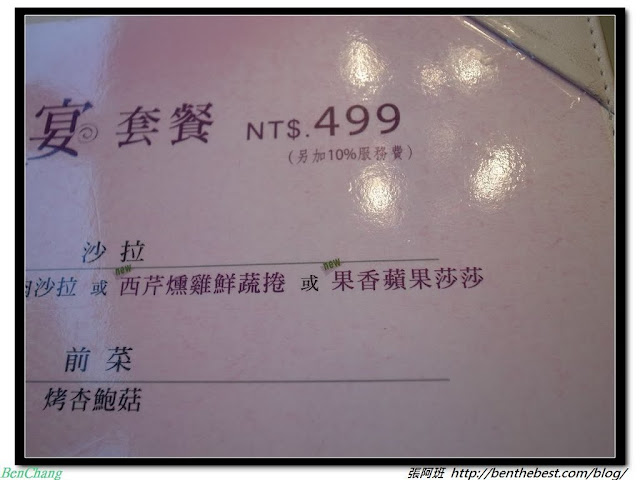 宴 套餐 NT$.499
(另加10%服務費)
沙拉
沙拉 或 new 西芹燻雞鮮蔬捲 或 new 果香蘋果莎莎
前菜
烤杏鮑菇
BenChang 張阿班 http://benthebest.com/blog/